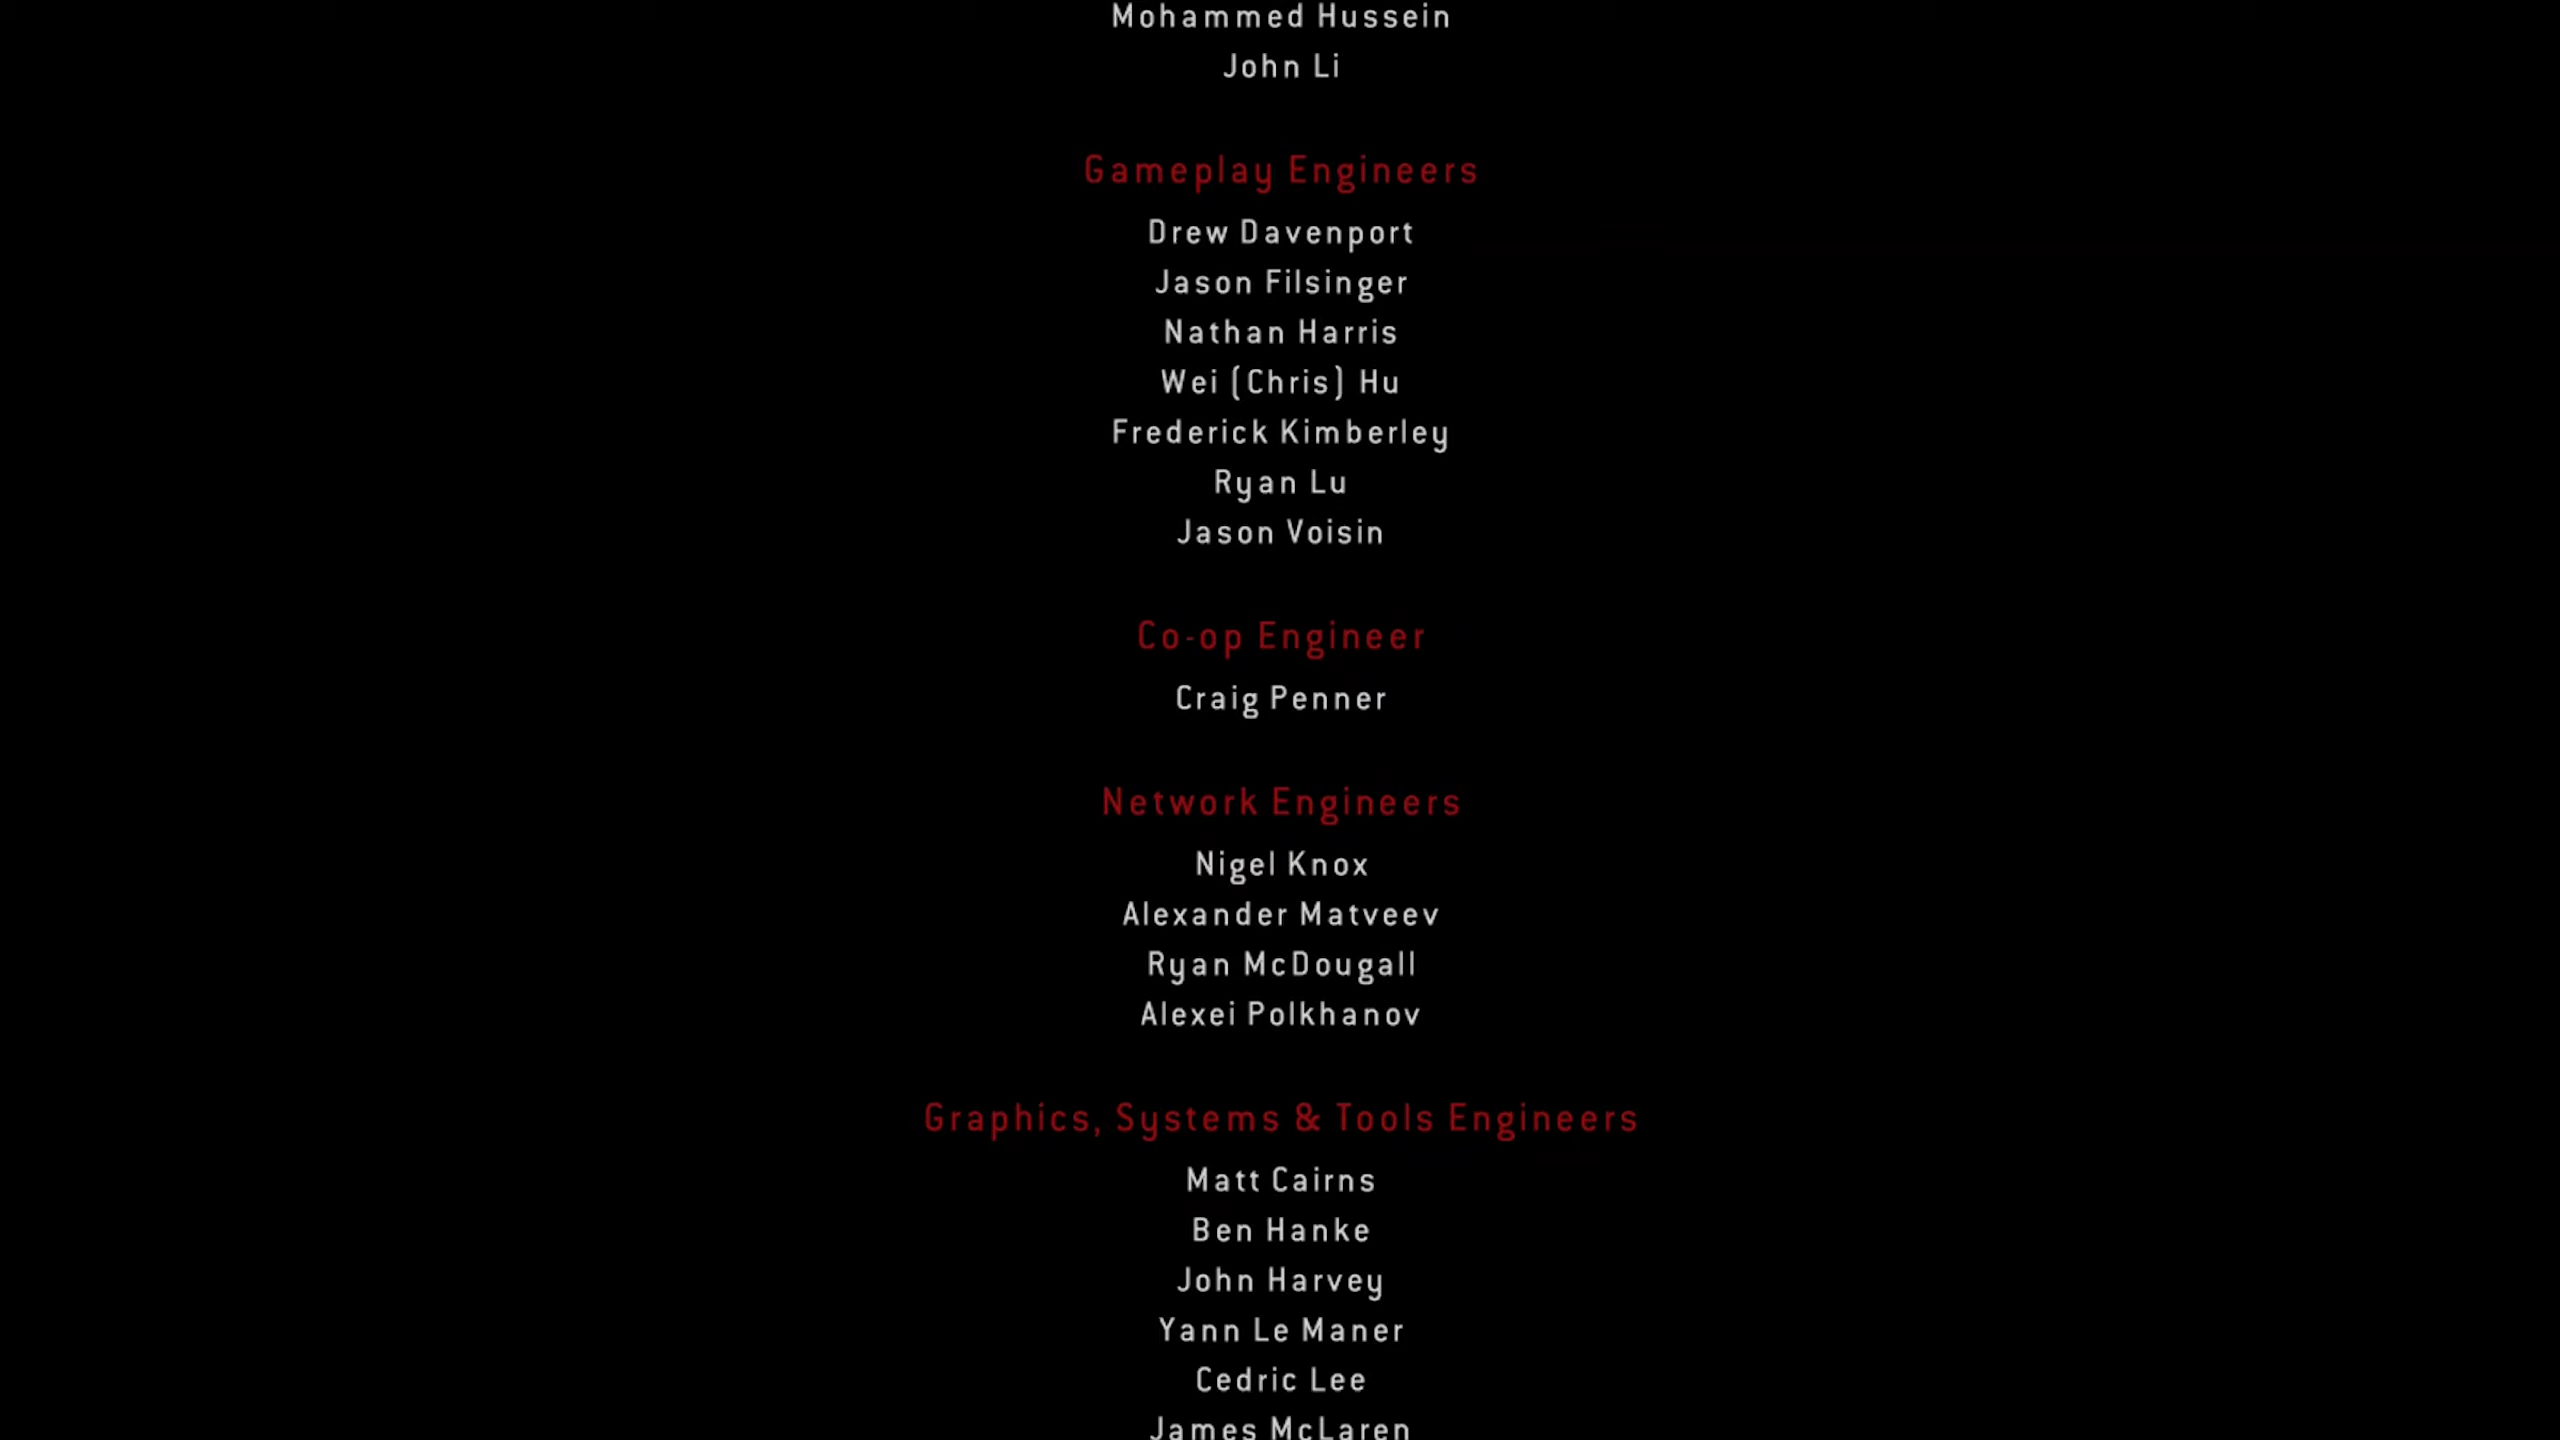 Mohammed Hussein
John Li
Gameplay Engineers
Drew Davenport
Jason Filsinger
Nathan Harris
Wei (Chris) Hu
Frederick Kimberley
Ryan Lu
Jason Voisin
Co-op Engineer
Craig Penner
Network Engineers
Nigel Knox
Alexander Matveev
Ryan McDougall
Alexei Polkhanov
Graphics, Systems & Tools Engineers
Matt Cairns
Ben Hanke
John Harvey
Yann Le Maner
Cedric Lee
James McLaren